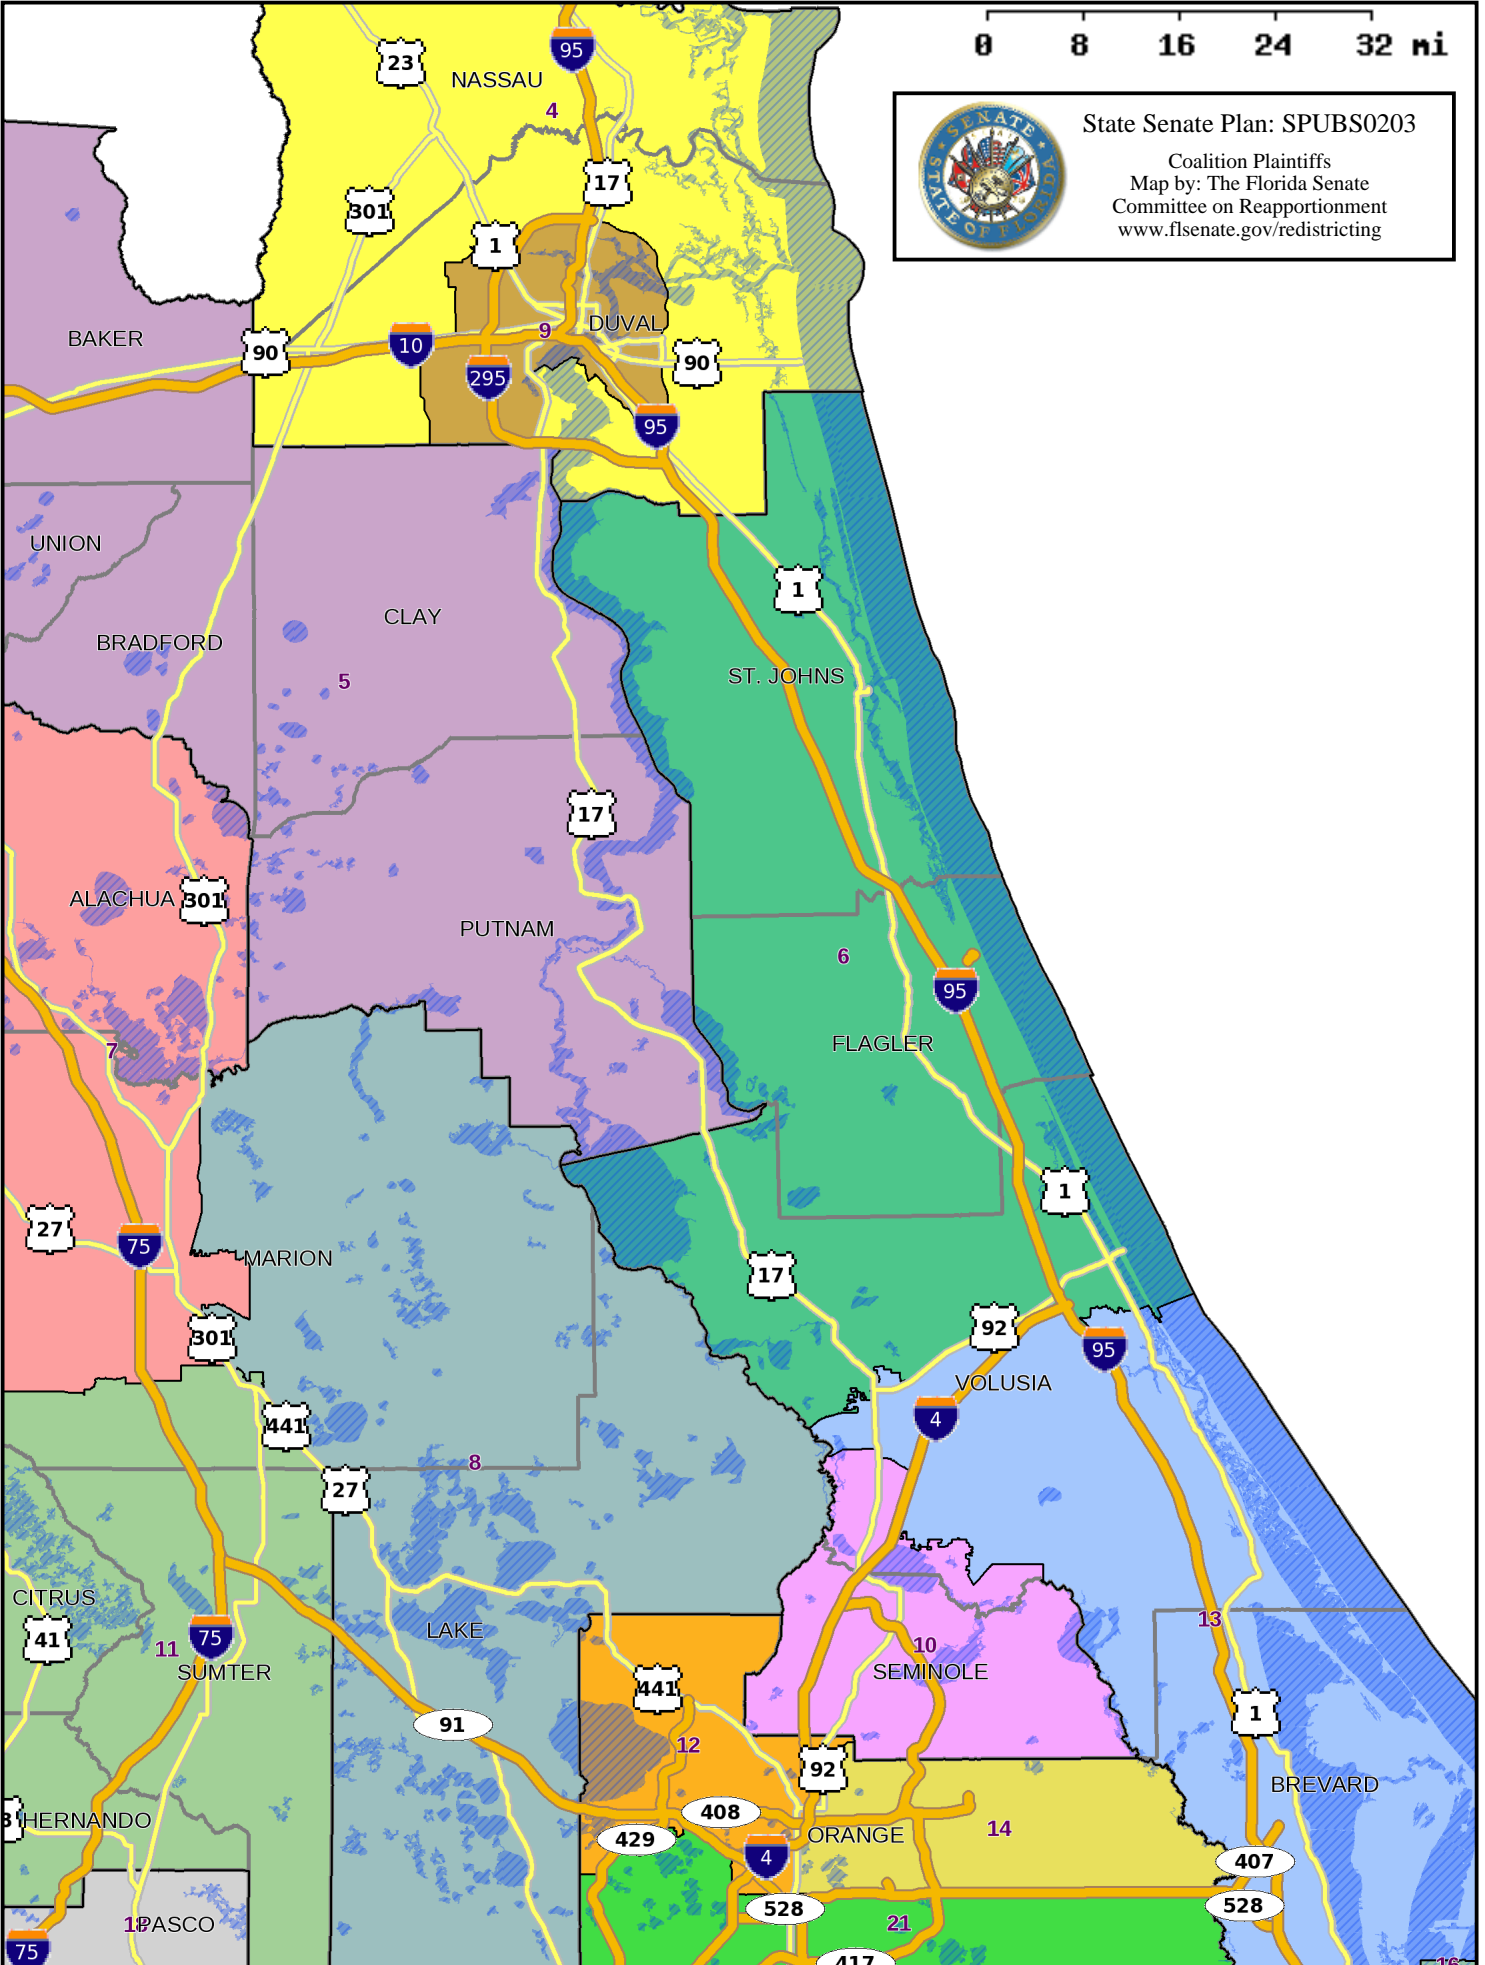 0 8 16 24 32 mi
State Senate Plan: SPUBS0203
Coalition Plaintiffs
Map by: The Florida Senate
Committee on Reapportionment
www.flsenate.gov/redistricting
SENATE
STATE OF FLORIDA
95
23
NASSAU
4
17
301
1
DUVAL
9
BAKER
90
10
90
295
95
UNION
1
CLAY
BRADFORD
ST. JOHNS
5
17
ALACHUA
301
PUTNAM
6
95
FLAGLER
7
1
27
75
MARION
17
301
92
95
VOLUSIA
4
441
8
27
CITRUS
13
LAKE
41
75
11
10
SUMTER
SEMINOLE
441
1
91
12
92
BREVARD
408
HERNANDO
14
ORANGE
429
4
407
528
528
18
PASCO
21
75
417
16